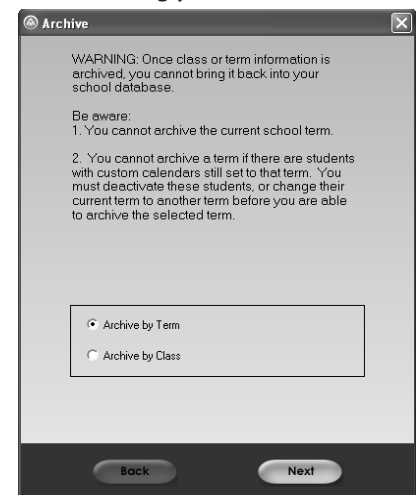 Archive
WARNING: Once class or term information is
archived, you cannot bring it back into your
school database.
Be aware:
1. You cannot archive the current school term.
2. You cannot archive a term if there are students
with custom calendars still set to that term. You
must deactivate these students, or change their
current term to another term before you are able
to archive the selected term.
Archive by Term
Archive by Class
Back
Next